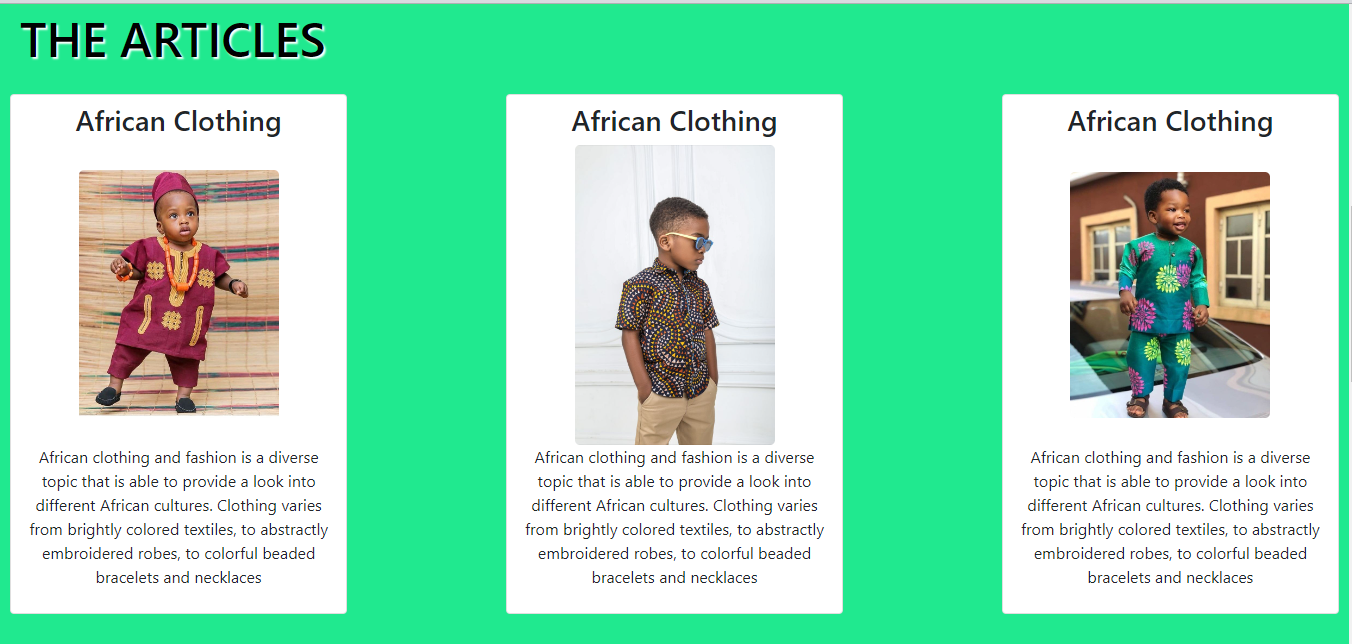 THE ARTICLES
African Clothing
African clothing and fashion is a diverse
topic that is able to provide a look into
different African cultures. Clothing varies
from brightly colored textiles, to abstractly
embroidered robes, to colorful beaded
bracelets and necklaces
African Clothing
African clothing and fashion is a diverse
topic that is able to provide a look into
different African cultures. Clothing varies
from brightly colored textiles, to abstractly
embroidered robes, to colorful beaded
bracelets and necklaces
African Clothing
African clothing and fashion is a diverse
topic that is able to provide a look into
different African cultures. Clothing varies
from brightly colored textiles, to abstractly
embroidered robes, to colorful beaded
bracelets and necklaces